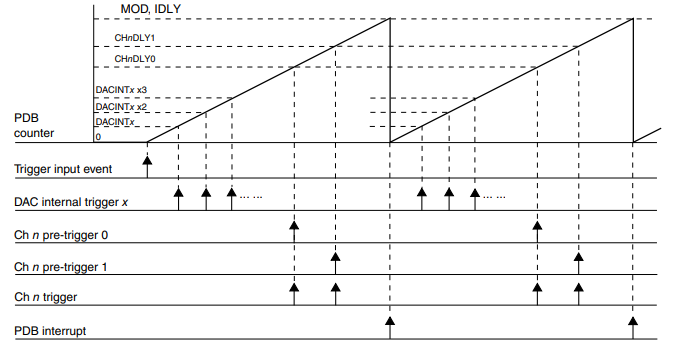 MOD, IDLY
CHnDLY1
CHnDLY0
DACINTx x3
DACINTx x2
DACINTx
PDB
counter
0
Trigger input event
DAC internal trigger x
... ...
... ...
Ch n pre-trigger 0
Ch n pre-trigger 1
Ch n trigger
PDB interrupt